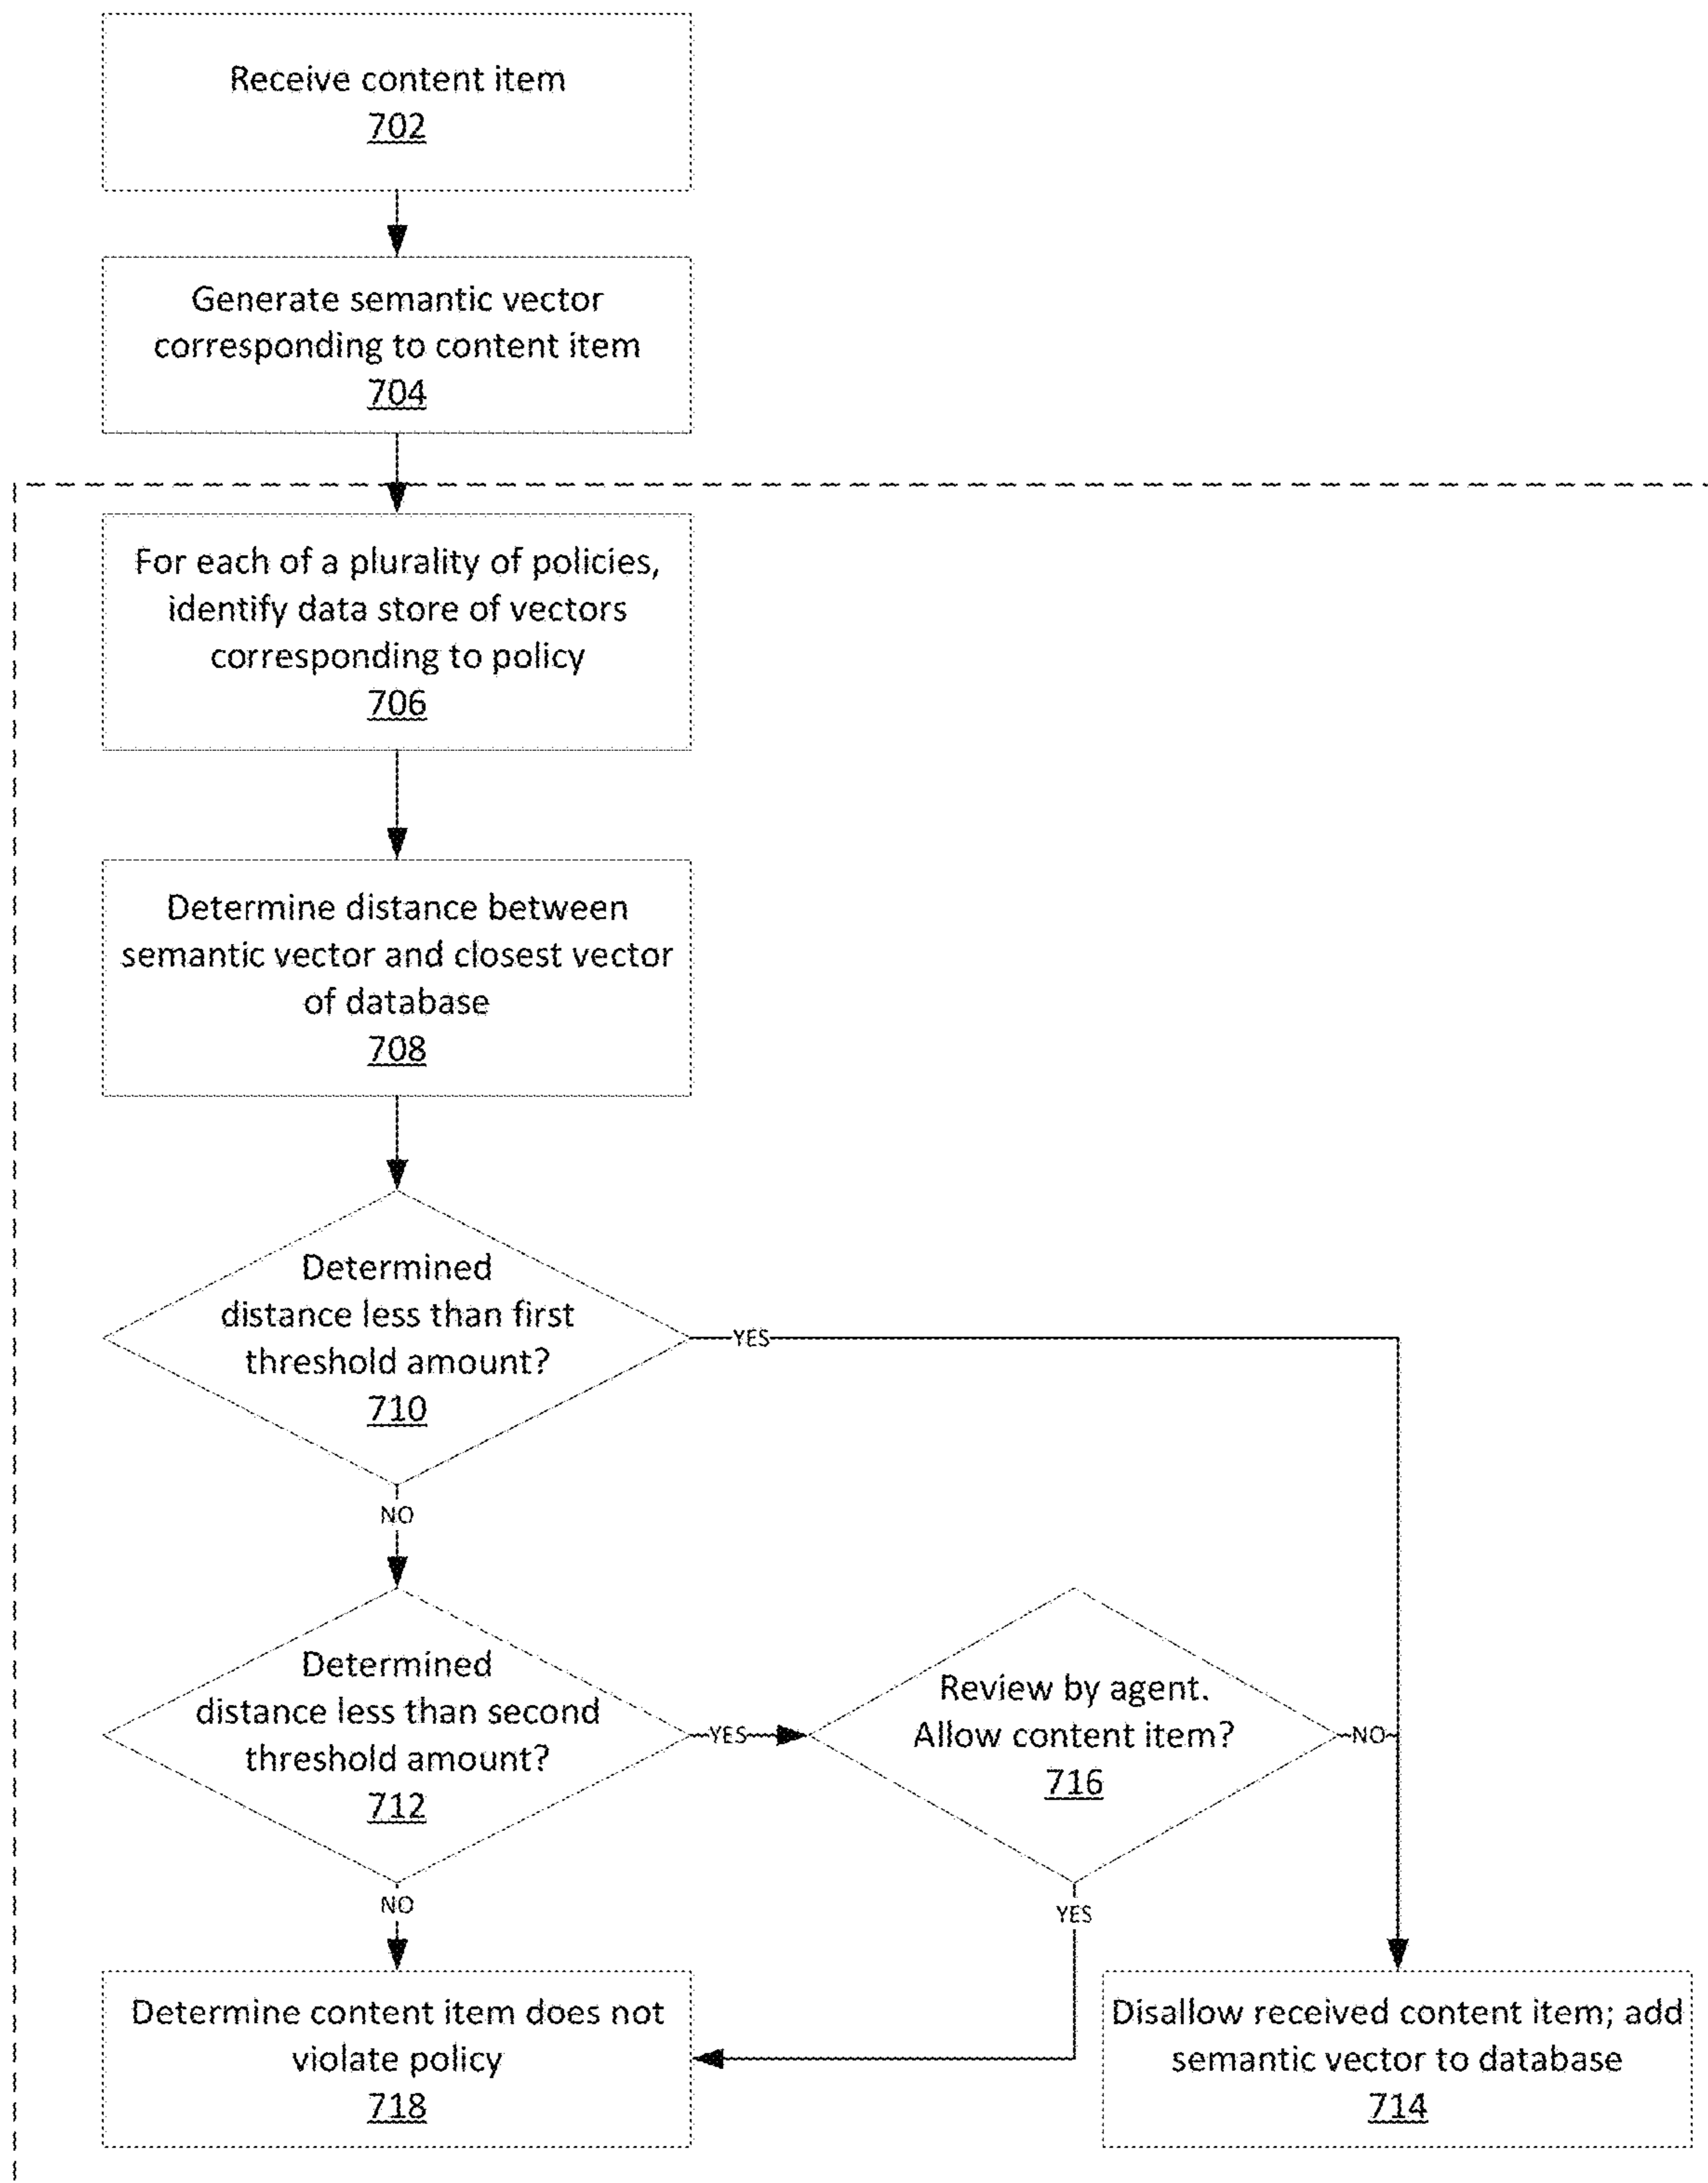 Receive content item
702
Generate semantic vector
corresponding to content item
704
For each of a plurality of policies,
identify data store of vectors
corresponding to policy
706
Determine distance between
semantic vector and closest vector
of database
708
Determined
distance less than first
threshold amount?
710
YES
NO
Determined
distance less than second
threshold amount?
712
YES
Review by agent.
Allow content item?
716
NO
NO
YES
Determine content item does not
violate policy
718
Disallow received content item; add
semantic vector to database
714